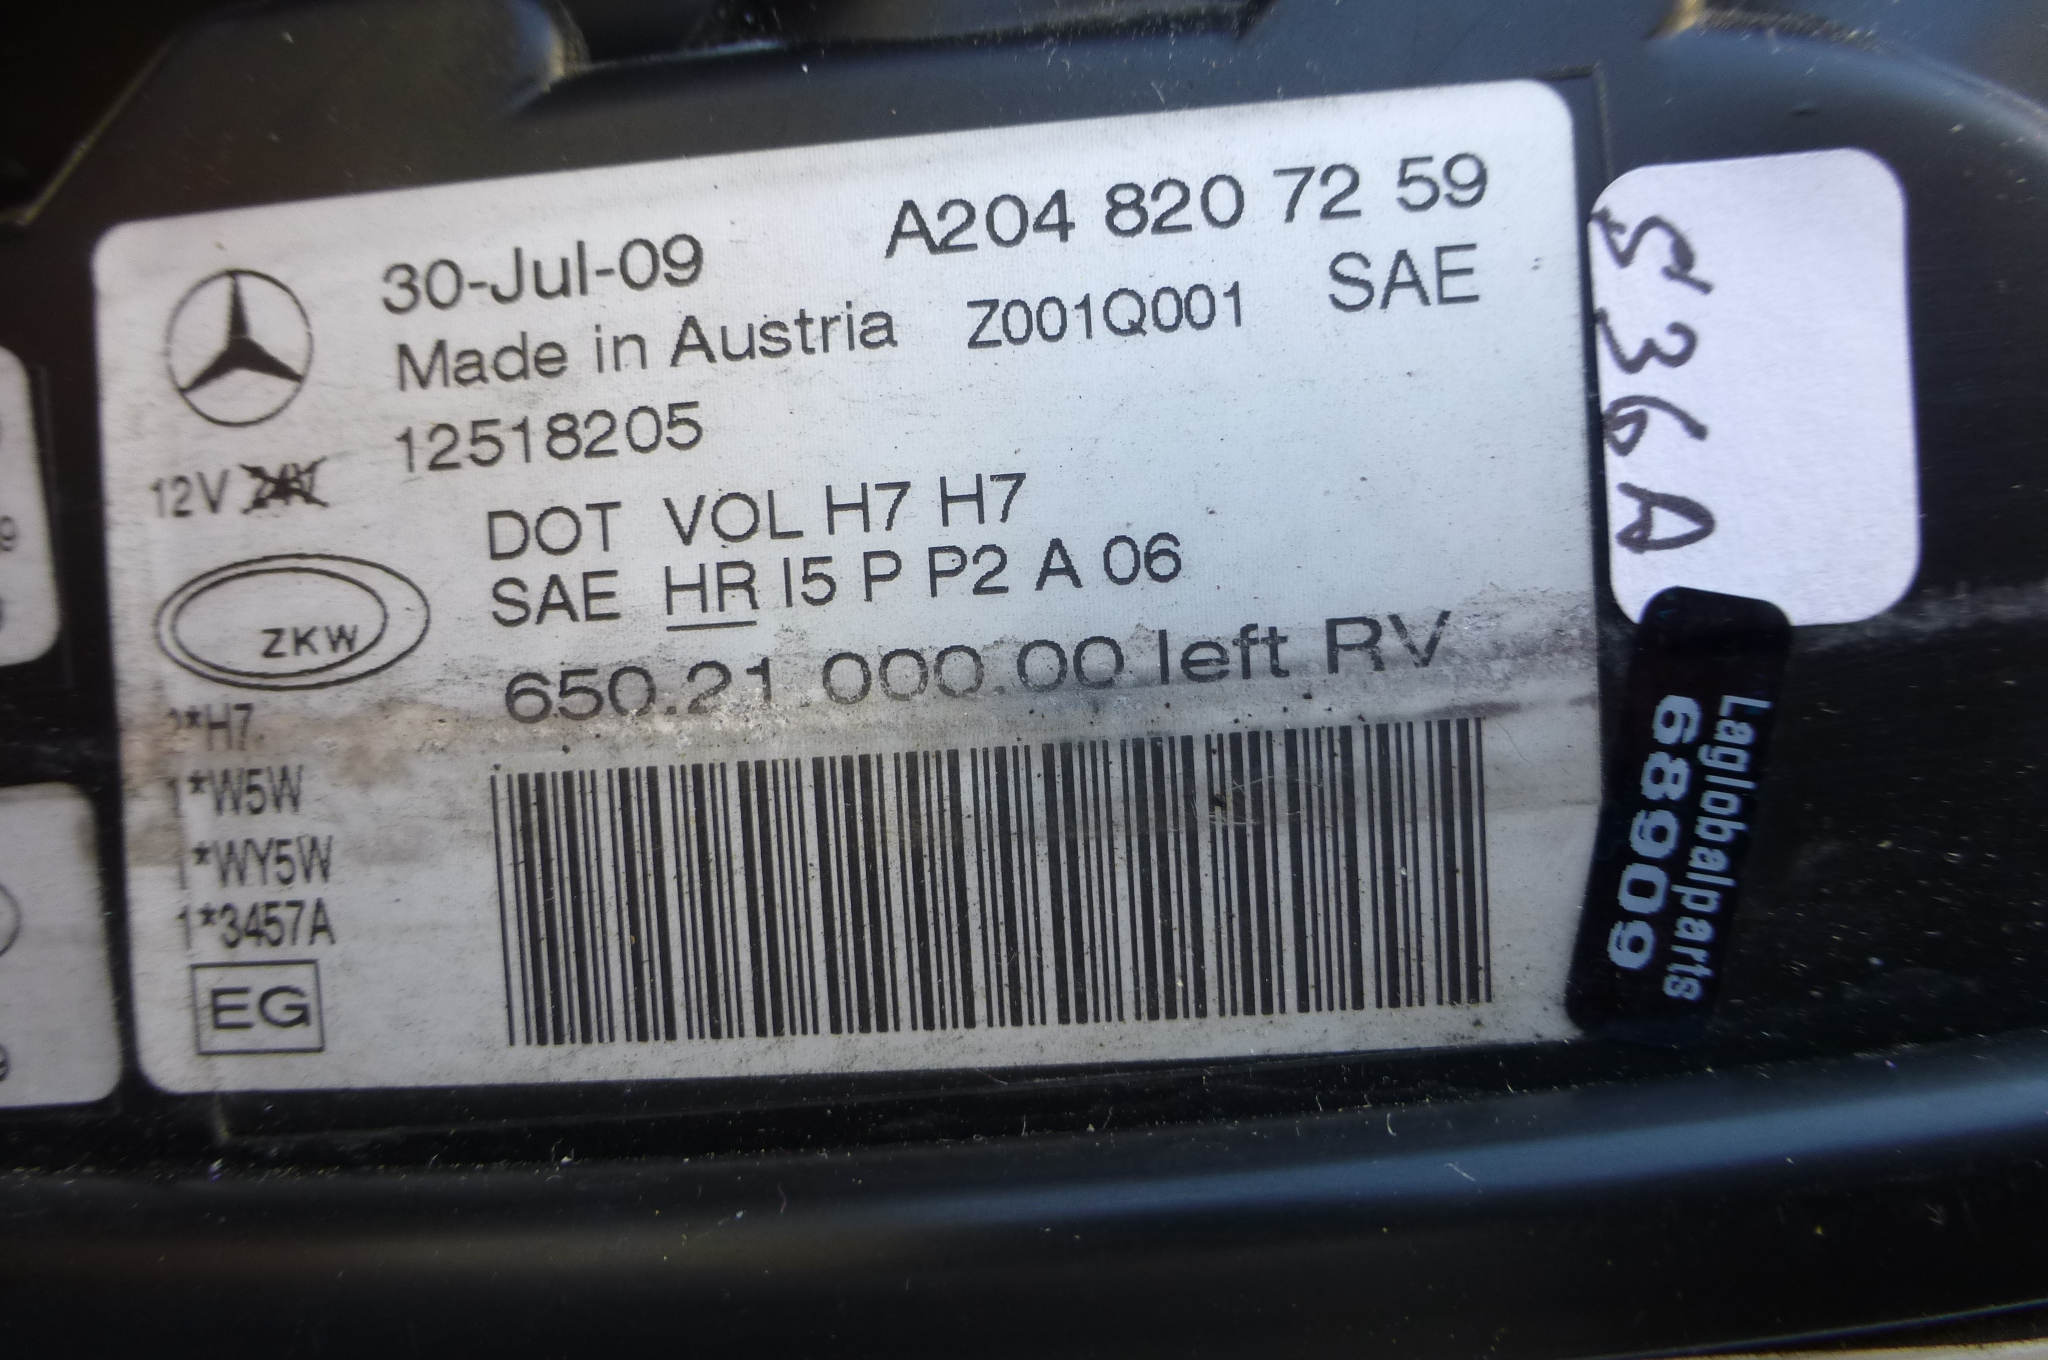 30-Jul-09 A204 820 72 59
Made in Austria Z001Q001 SAE
12518205
12V 24V
DOT VOL H7 H7
SAE HR I5 P P2 A 06
ZKW
650.21.000.00 left RV
2*H7
1*W5W
1*WY5W
1*3457A
EG
S36A
Laglobalparts
68909